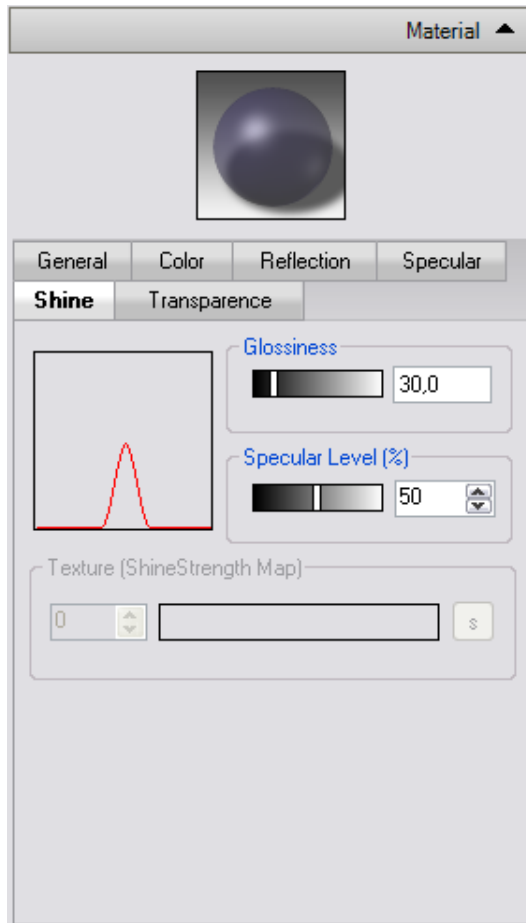 Material
General Color Reflection Specular
Shine Transparence
Glossiness
30,0
Specular Level (%)
50
Texture (ShineStrength Map)
0 s